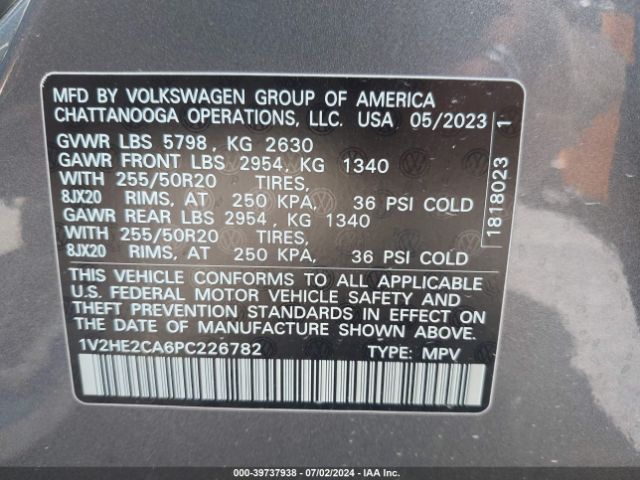 MFD BY VOLKSWAGEN GROUP OF AMERICA
CHATTANOOGA OPERATIONS, LLC. USA 05/2023
GVWR LBS 5798, KG 2630
GAWR FRONT LBS 2954, KG 1340
WITH 255/50R20 TIRES,
8JX20 RIMS, AT 250 KPA, 36 PSI COLD
GAWR REAR LBS 2954, KG 1340
WITH 255/50R20 TIRES,
8JX20 RIMS, AT 250 KPA, 36 PSI COLD
1818023 1
THIS VEHICLE CONFORMS TO ALL APPLICABLE
U.S. FEDERAL MOTOR VEHICLE SAFETY AND
THEFT PREVENTION STANDARDS IN EFFECT ON
THE DATE OF MANUFACTURE SHOWN ABOVE.
1V2HE2CA6PC226782 TYPE: MPV
000-39737938 - 07/02/2024 - IAA Inc.